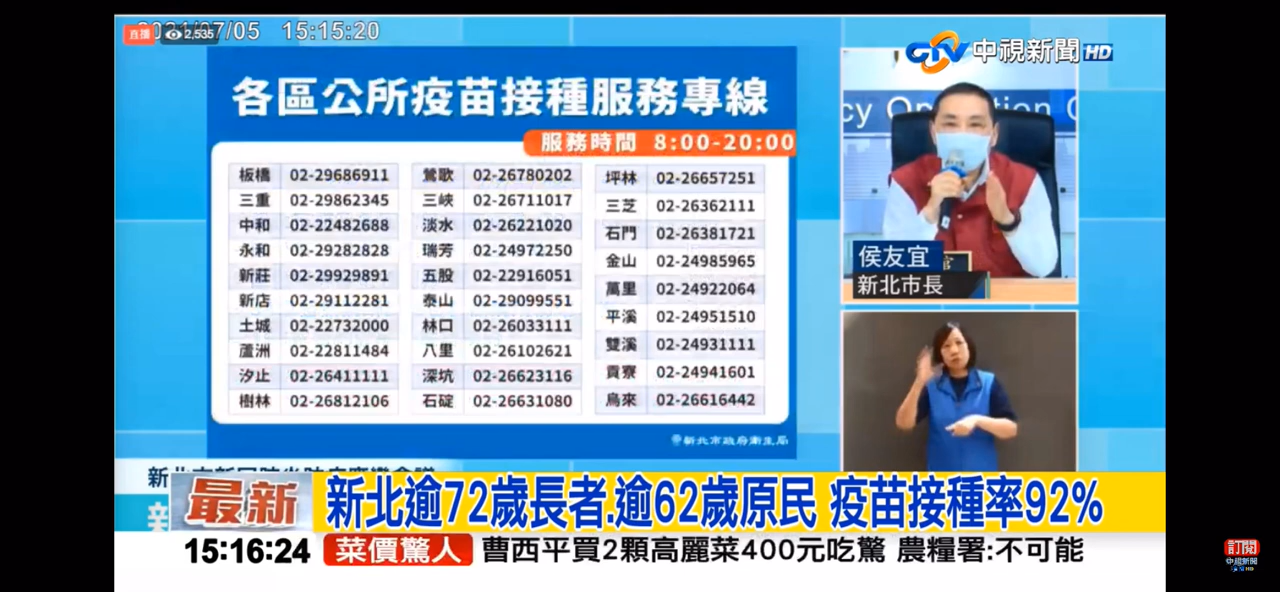 2021/07/05 15:15:20
直播 2,535
CTV 中視新聞 HD
各區公所疫苗接種服務專線
服務時間 8:00-20:00
板橋 02-29686911 鶯歌 02-26780202 坪林 02-26657251
三重 02-29862345 三峽 02-26711017 三芝 02-26362111
中和 02-22482688 淡水 02-26221020 石門 02-26381721
永和 02-29282828 瑞芳 02-24972250 金山 02-24985965
新莊 02-29929891 五股 02-22916051 萬里 02-24922064
新店 02-29112281 泰山 02-29099551 平溪 02-24951510
土城 02-22732000 林口 02-26033111 雙溪 02-24931111
蘆洲 02-22811484 八里 02-26102621 貢寮 02-24941601
汐止 02-26411111 深坑 02-26623116 烏來 02-26616442
樹林 02-26812106 石碇 02-26631080
新北市政府衛生局
侯友宜
新北市長
最新 新北逾72歲長者.逾62歲原民 疫苗接種率92%
15:16:24 菜價驚人 曹西平買2顆高麗菜400元吃驚 農糧署:不可能
訂閱
中視新聞